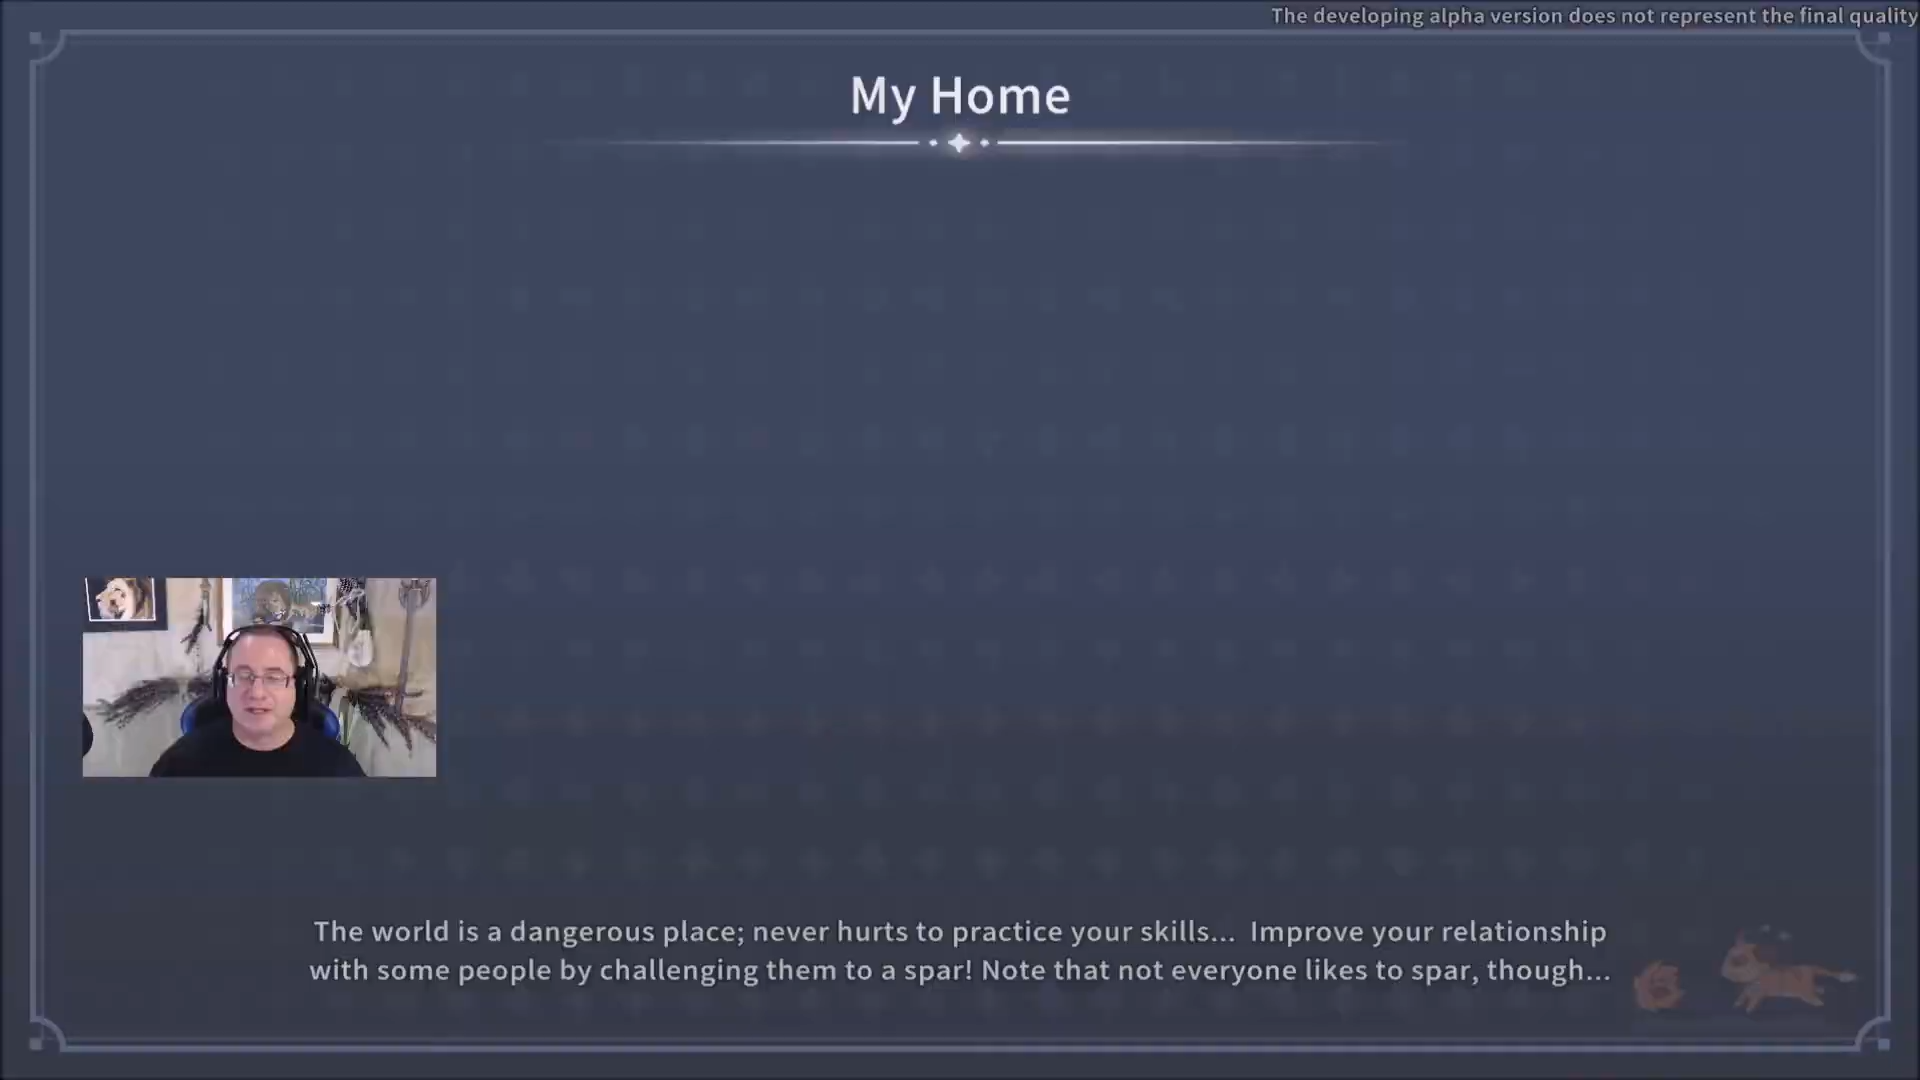 The developing alpha version does not represent the final quality
My Home
The world is a dangerous place; never hurts to practice your skills... Improve your relationship
with some people by challenging them to a spar! Note that not everyone likes to spar, though...